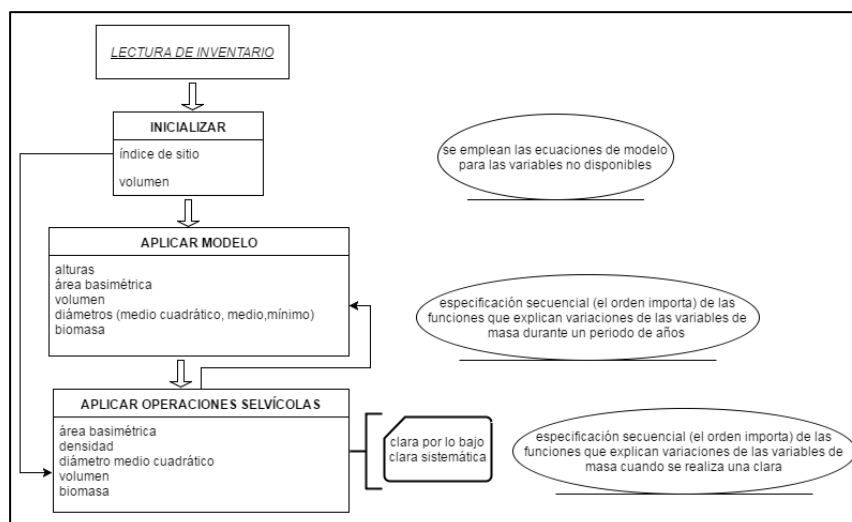 LECTURA DE INVENTARIO
INICIALIZAR
índice de sitio
volumen
se emplean las ecuaciones de modelo
para las variables no disponibles
APLICAR MODELO
alturas
área basimétrica
volumen
diámetros (medio cuadrático, medio,mínimo)
biomasa
especificación secuencial (el orden importa) de las
funciones que explican variaciones de las variables de
masa durante un periodo de años
APLICAR OPERACIONES SELVÍCOLAS
área basimétrica
densidad
diámetro medio cuadrático
volumen
biomasa
clara por lo bajo
clara sistemática
especificación secuencial (el orden importa) de las
funciones que explican variaciones de las variables de
masa cuando se realiza una clara